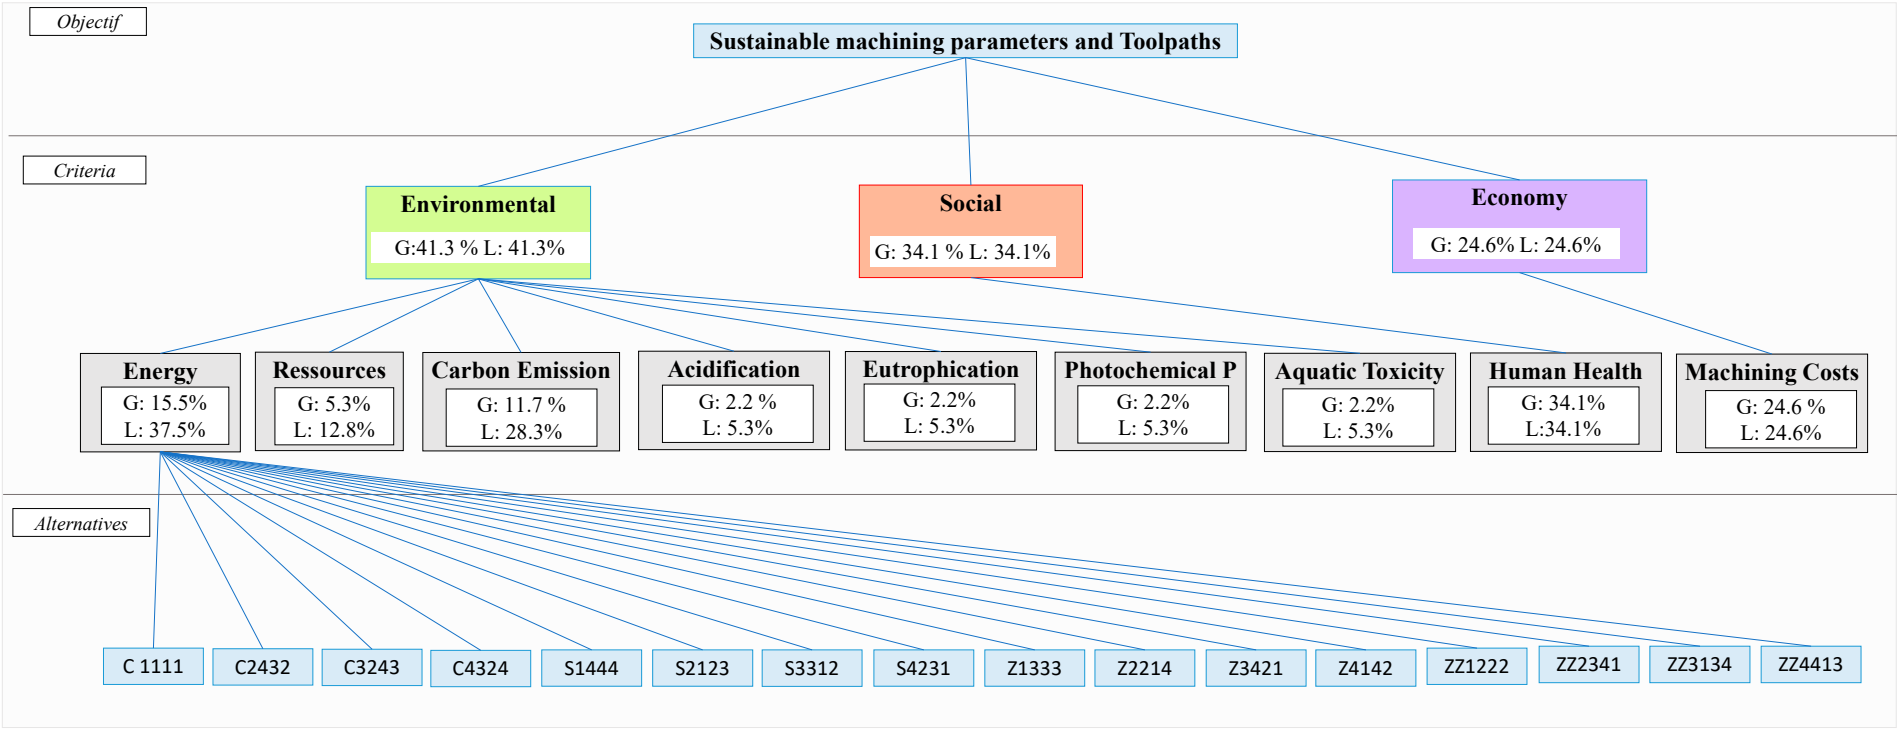 Objectif
Sustainable machining parameters and Toolpaths
Criteria
Environmental
G:41.3 % L: 41.3%
Social
G: 34.1 % L: 34.1%
Economy
G: 24.6% L: 24.6%
Energy
G: 15.5%
L: 37.5%
Ressources
G: 5.3%
L: 12.8%
Carbon Emission
G: 11.7 %
L: 28.3%
Acidification
G: 2.2 %
L: 5.3%
Eutrophication
G: 2.2%
L: 5.3%
Photochemical P
G: 2.2%
L: 5.3%
Aquatic Toxicity
G: 2.2%
L: 5.3%
Human Health
G: 34.1%
L:34.1%
Machining Costs
G: 24.6 %
L: 24.6%
Alternatives
C 1111
C2432
C3243
C4324
S1444
S2123
S3312
S4231
Z1333
Z2214
Z3421
Z4142
ZZ1222
ZZ2341
ZZ3134
ZZ4413